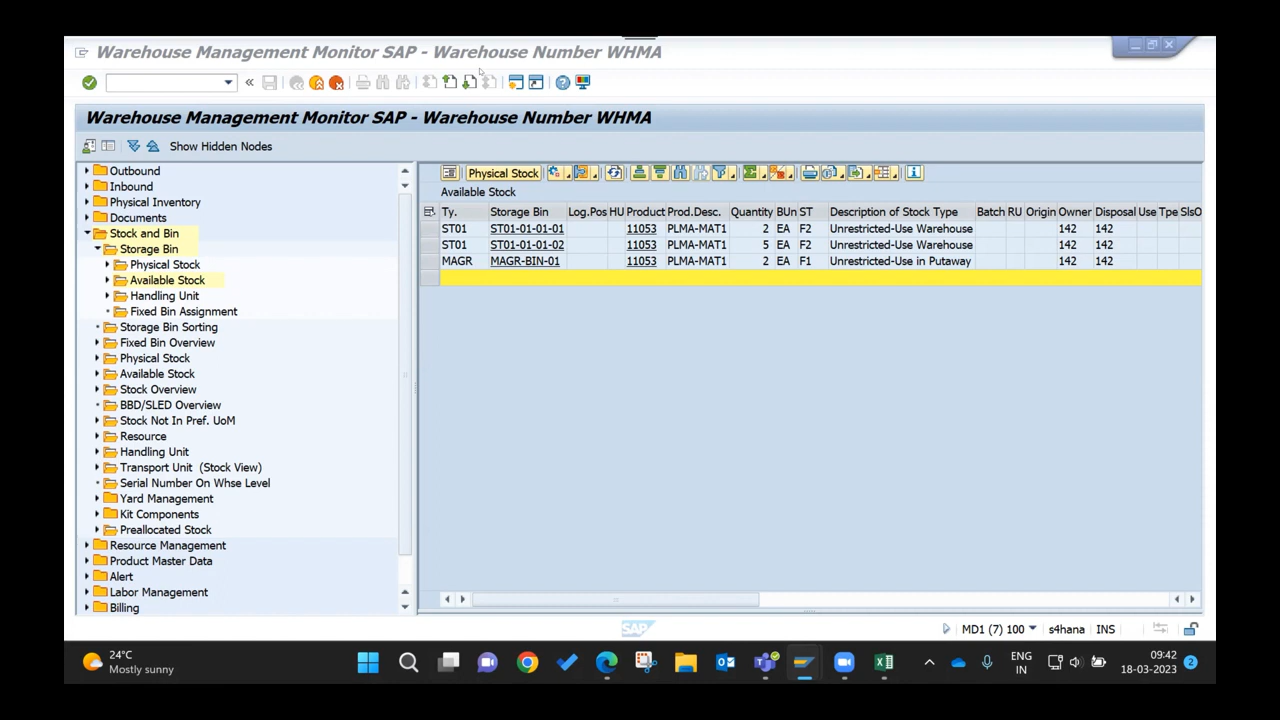 Warehouse Management Monitor SAP - Warehouse Number WHMA
Warehouse Management Monitor SAP - Warehouse Number WHMA
Show Hidden Nodes
Outbound
Inbound
Physical Inventory
Documents
Stock and Bin
Storage Bin
Physical Stock
Available Stock
Handling Unit
Fixed Bin Assignment
Storage Bin Sorting
Fixed Bin Overview
Physical Stock
Available Stock
Stock Overview
BBD/SLED Overview
Stock Not In Pref. UoM
Resource
Handling Unit
Transport Unit (Stock View)
Serial Number On Whse Level
Yard Management
Kit Components
Preallocated Stock
Resource Management
Product Master Data
Alert
Labor Management
Billing
Physical Stock
Available Stock
Ty. Storage Bin Log.Pos HU Product Prod.Desc. Quantity BUn ST Description of Stock Type Batch RU Origin Owner Disposal Use Tpe SlsO
ST01 ST01-01-01-01 11053 PLMA-MAT1 2 EA F2 Unrestricted-Use Warehouse 142 142
ST01 ST01-01-01-02 11053 PLMA-MAT1 5 EA F2 Unrestricted-Use Warehouse 142 142
MAGR MAGR-BIN-01 11053 PLMA-MAT1 2 EA F1 Unrestricted-Use in Putaway 142 142
SAP
MD1 (7) 100 s4hana INS
24°C
Mostly sunny
ENG
IN
09:42
18-03-2023
2